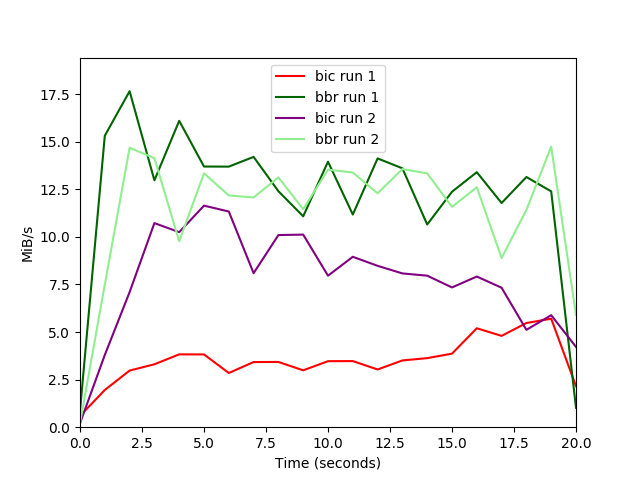 bic run 1
bbr run 1
bic run 2
bbr run 2
MiB/s
17.5
15.0
12.5
10.0
7.5
5.0
2.5
0.0
0.0 2.5 5.0 7.5 10.0 12.5 15.0 17.5 20.0
Time (seconds)